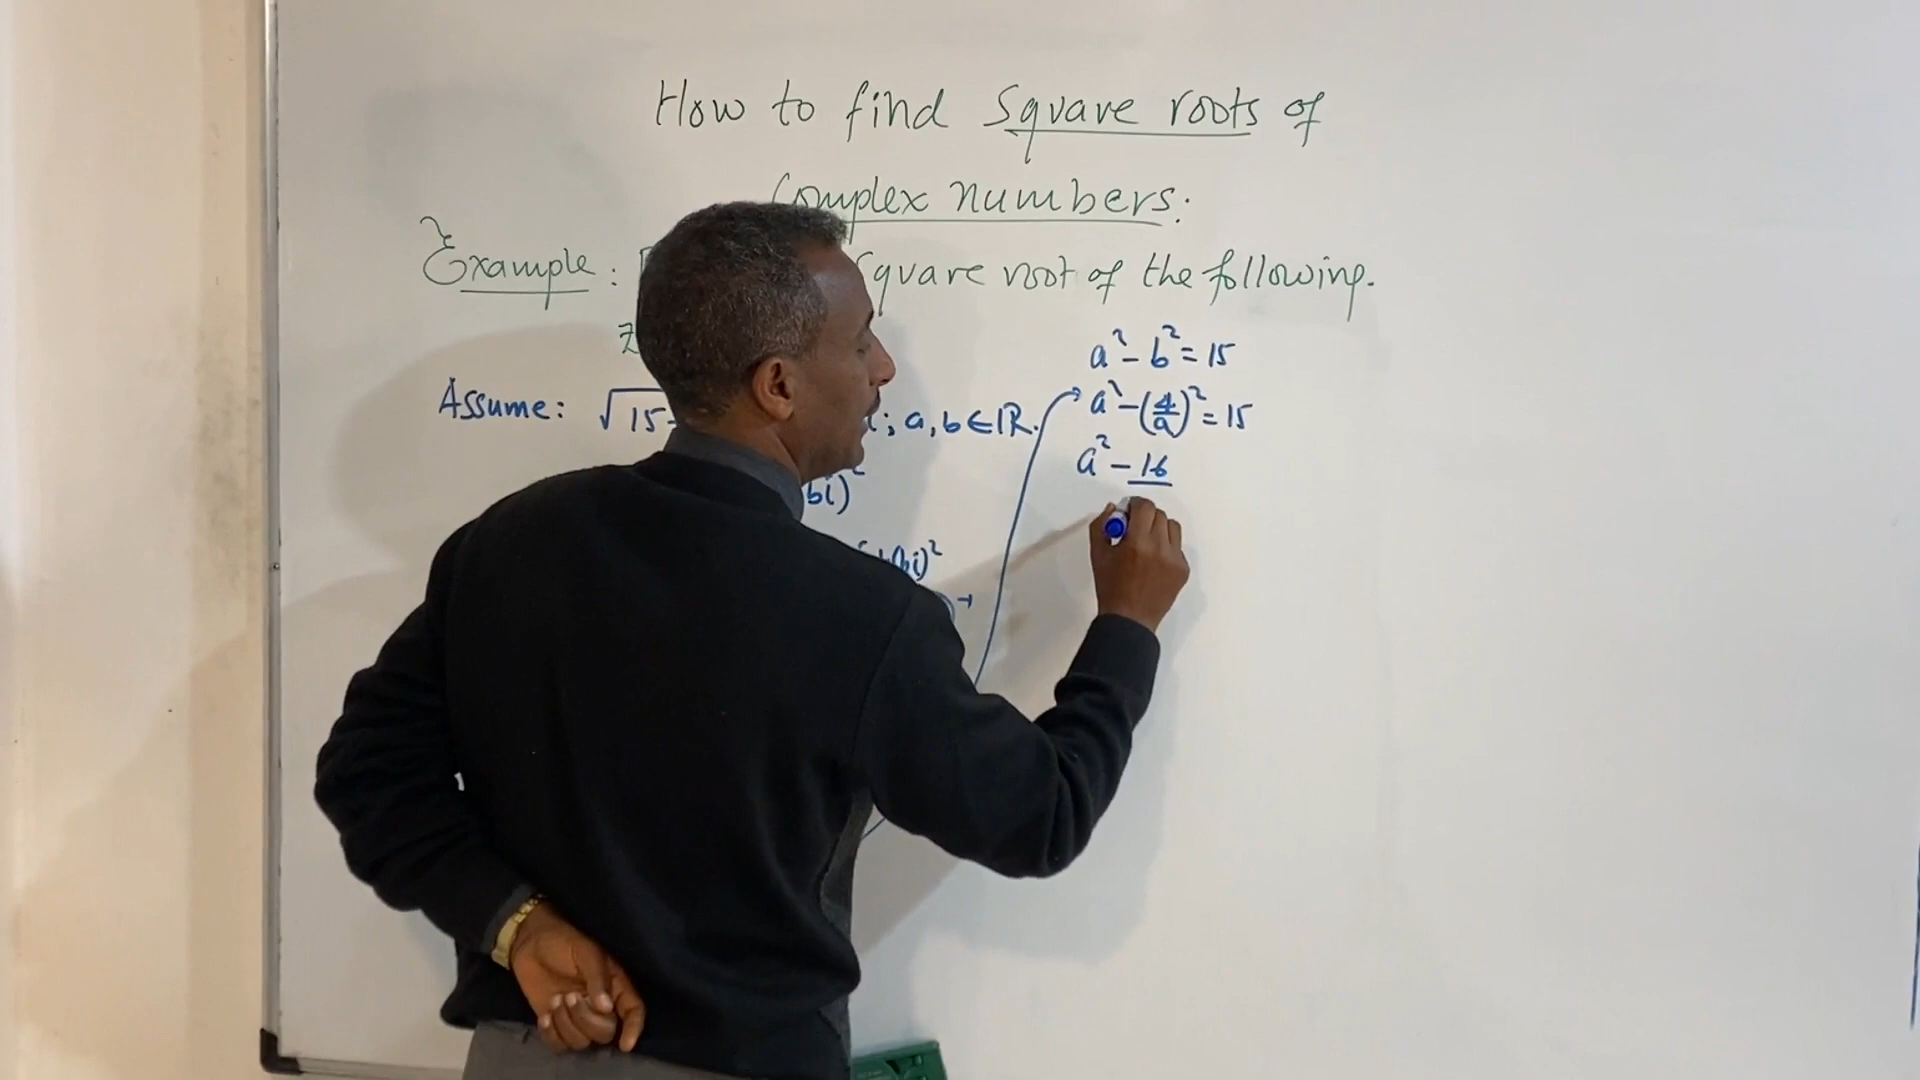 How to find Square roots of
Complex numbers:
Example: Square root of the following.
Z
Assume: √15 i; a, b ∈ ℝ.
bi)²
(bi)²
a² - b² = 15
a² - (4/a)² = 15
a² - 16